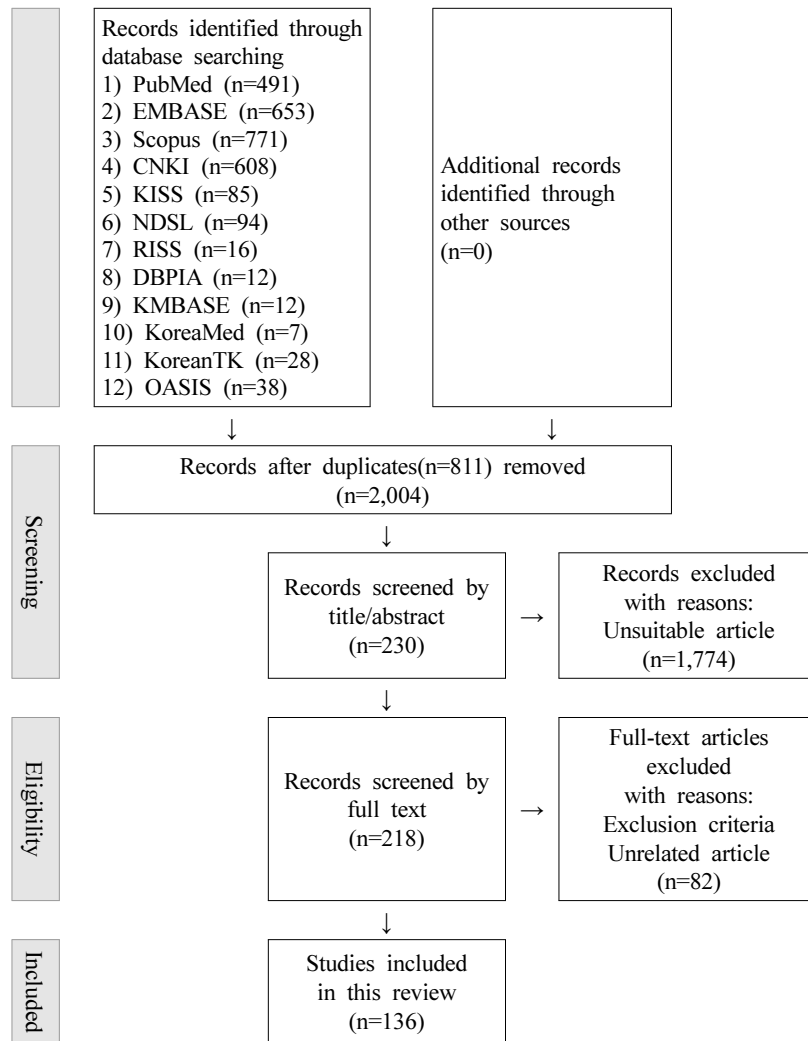 Records identified through
database searching
1) PubMed (n=491)
2) EMBASE (n=653)
3) Scopus (n=771)
4) CNKI (n=608)
5) KISS (n=85)
6) NDSL (n=94)
7) RISS (n=16)
8) DBPIA (n=12)
9) KMBASE (n=12)
10) KoreaMed (n=7)
11) KoreanTK (n=28)
12) OASIS (n=38)
Additional records
identified through
other sources
(n=0)
↓ ↓
Records after duplicates(n=811) removed
(n=2,004)
↓
Screening
Records screened by
title/abstract
(n=230)
→
Records excluded
with reasons:
Unsuitable article
(n=1,774)
↓
Eligibility
Records screened by
full text
(n=218)
→
Full-text articles
excluded
with reasons:
Exclusion criteria
Unrelated article
(n=82)
↓
Included
Studies included
in this review
(n=136)